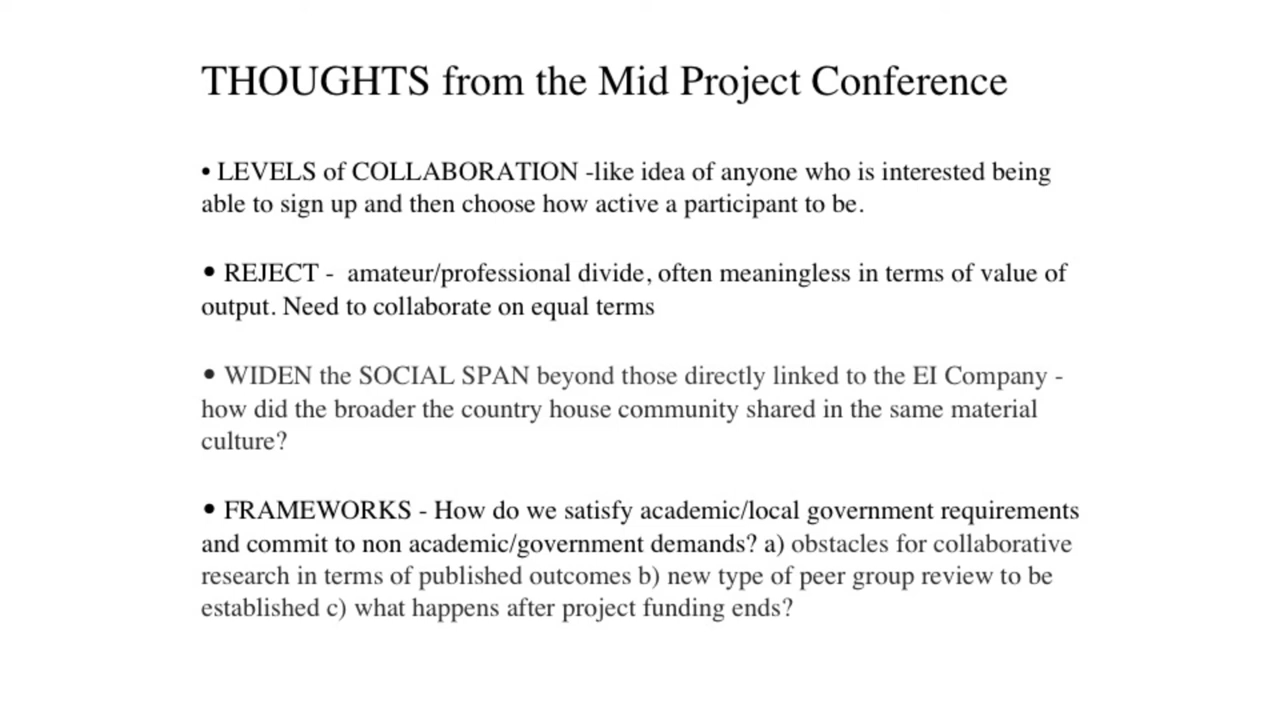 THOUGHTS from the Mid Project Conference
• LEVELS of COLLABORATION -like idea of anyone who is interested being
able to sign up and then choose how active a participant to be.
• REJECT - amateur/professional divide, often meaningless in terms of value of
output. Need to collaborate on equal terms
• WIDEN the SOCIAL SPAN beyond those directly linked to the EI Company -
how did the broader the country house community shared in the same material
culture?
• FRAMEWORKS - How do we satisfy academic/local government requirements
and commit to non academic/government demands? a) obstacles for collaborative
research in terms of published outcomes b) new type of peer group review to be
established c) what happens after project funding ends?